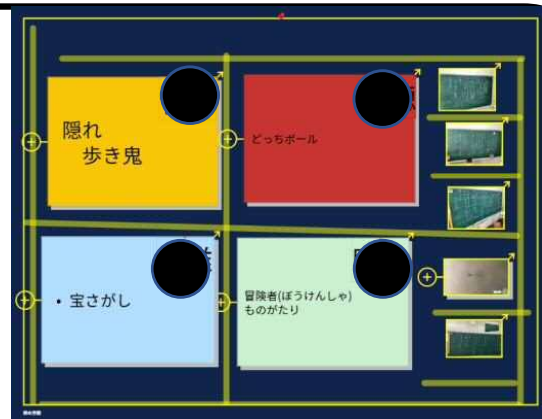 隠れ
歩き鬼
どっちボール
・宝さがし
冒険者(ぼうけんしゃ)
ものがたり